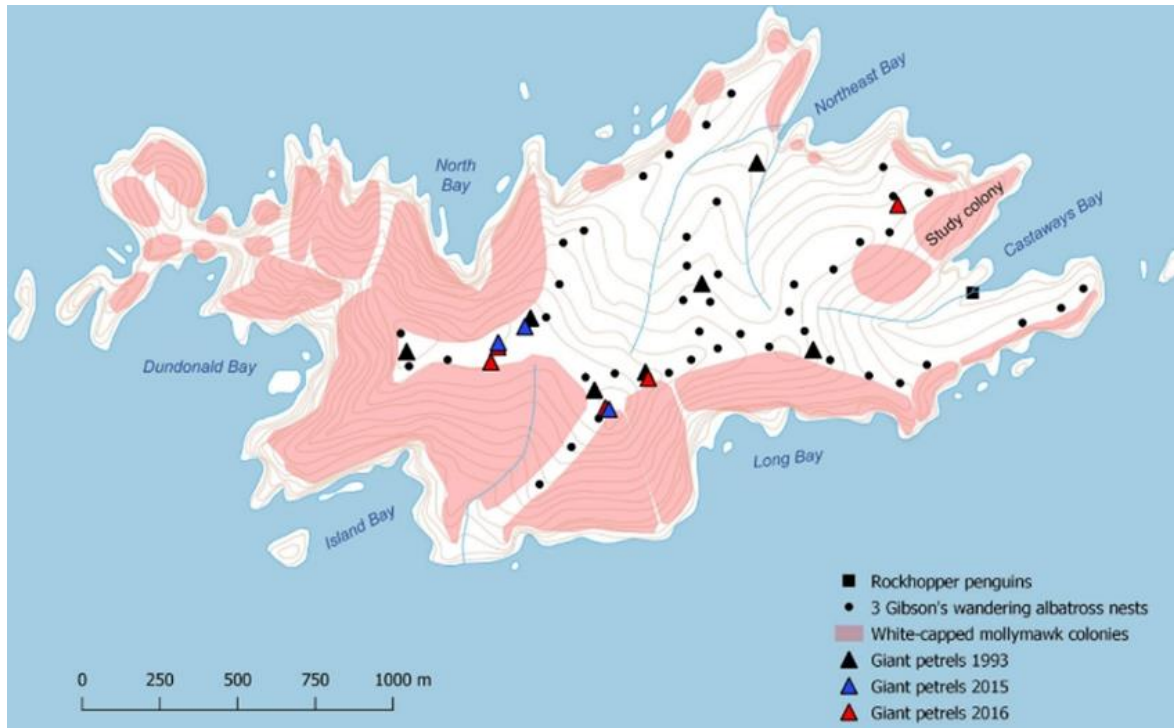 Northeast Bay
North
Bay
Study colony
Castaways Bay
Dundonald Bay
Long Bay
Island Bay
Rockhopper penguins
3 Gibson's wandering albatross nests
White-capped mollymawk colonies
Giant petrels 1993
Giant petrels 2015
Giant petrels 2016
0 250 500 750 1000 m